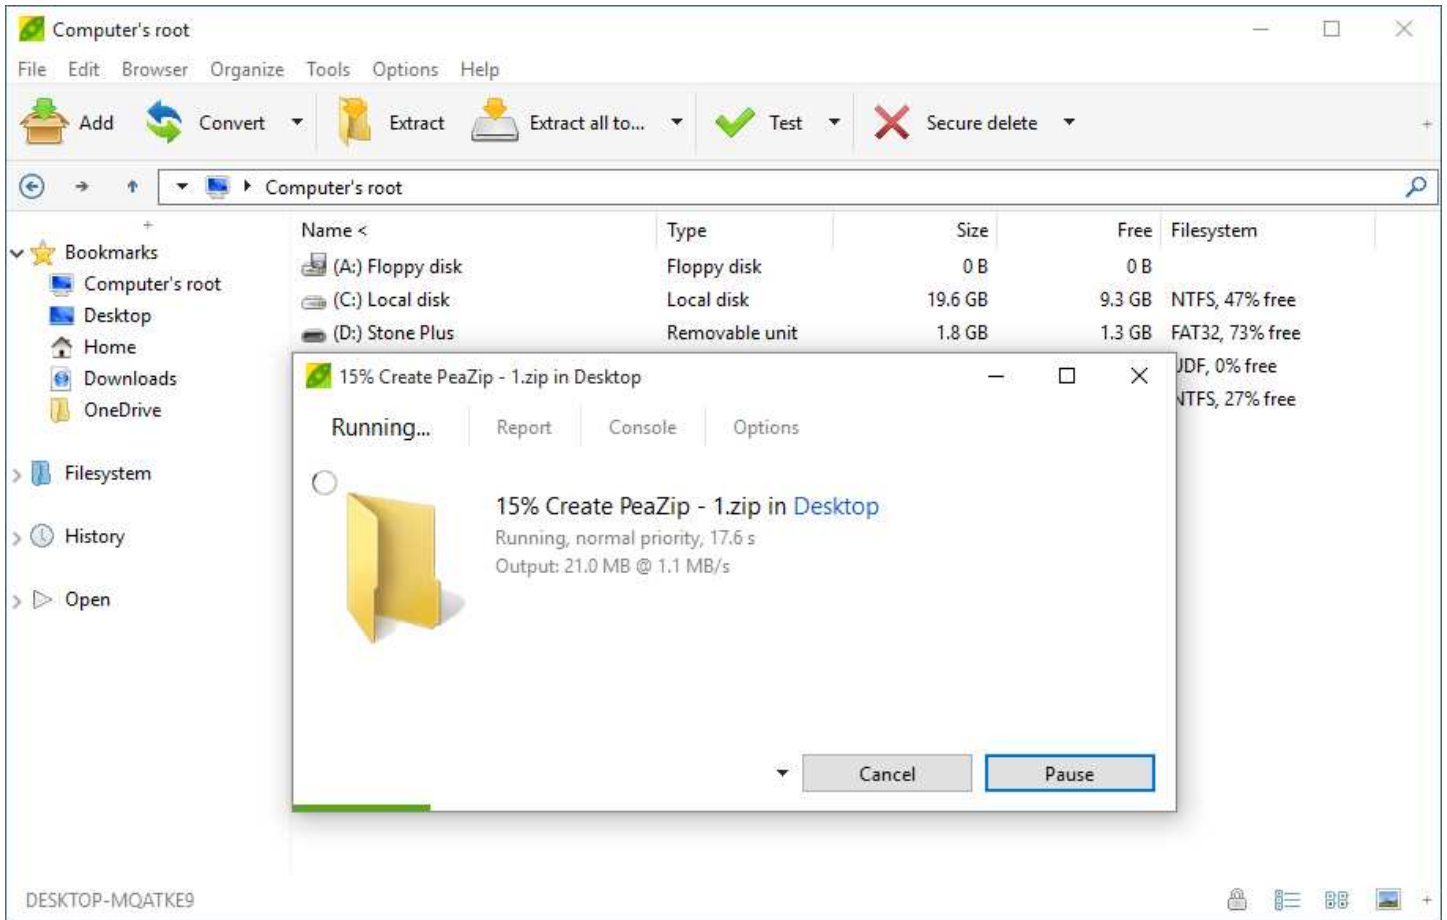 Computer's root
File Edit Browser Organize Tools Options Help
Add Convert Extract Extract all to... Test Secure delete +
Computer's root
+
Bookmarks
Computer's root
Desktop
Home
Downloads
OneDrive
Filesystem
History
Open
Name < Type Size Free Filesystem
(A:) Floppy disk Floppy disk 0 B 0 B
(C:) Local disk Local disk 19.6 GB 9.3 GB NTFS, 47% free
(D:) Stone Plus Removable unit 1.8 GB 1.3 GB FAT32, 73% free
0% free
27% free
15% Create PeaZip - 1.zip in Desktop
Running... Report Console Options
15% Create PeaZip - 1.zip in Desktop
Running, normal priority, 17.6 s
Output: 21.0 MB @ 1.1 MB/s
Cancel Pause
DESKTOP-MQATKE9 +